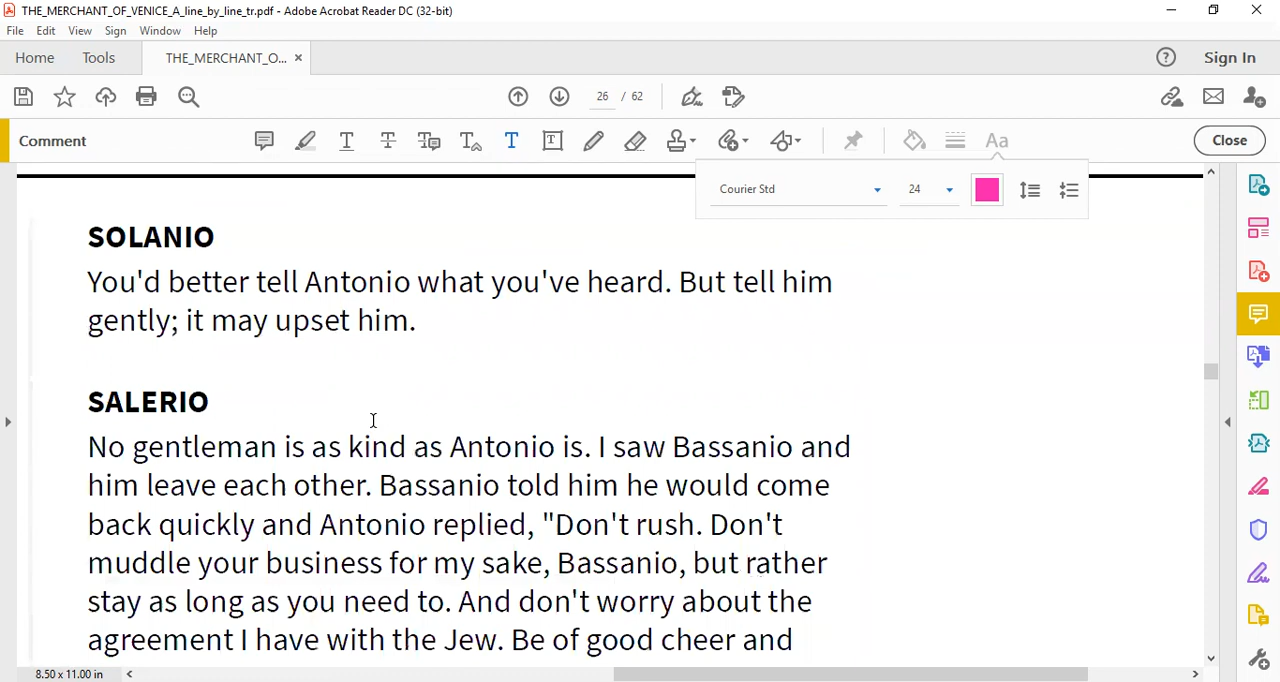 THE_MERCHANT_OF_VENICE_A_line_by_line_tr.pdf - Adobe Acrobat Reader DC (32-bit)
File Edit View Sign Window Help
Home Tools THE_MERCHANT_O... × Sign In
26 / 62
Comment Close
Courier Std 24
SOLANIO
You'd better tell Antonio what you've heard. But tell him
gently; it may upset him.
SALERIO
No gentleman is as kind as Antonio is. I saw Bassanio and
him leave each other. Bassanio told him he would come
back quickly and Antonio replied, "Don't rush. Don't
muddle your business for my sake, Bassanio, but rather
stay as long as you need to. And don't worry about the
agreement I have with the Jew. Be of good cheer and
8.50 x 11.00 in